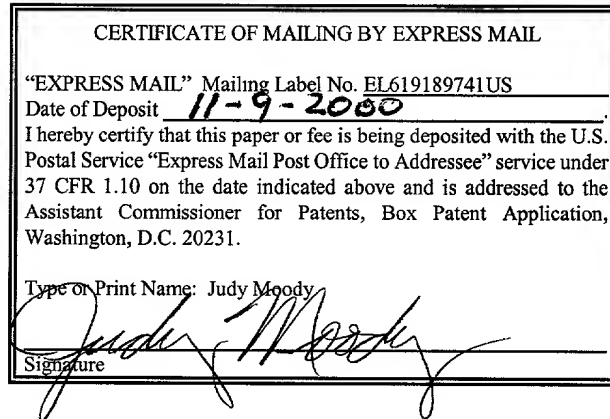 CERTIFICATE OF MAILING BY EXPRESS MAIL
“EXPRESS MAIL” Mailing Label No. EL619189741US
Date of Deposit 11-9-2000.
I hereby certify that this paper or fee is being deposited with the U.S.
Postal Service “Express Mail Post Office to Addressee” service under
37 CFR 1.10 on the date indicated above and is addressed to the
Assistant Commissioner for Patents, Box Patent Application,
Washington, D.C. 20231.
Type or Print Name: Judy Moody
Judy Moody
Signature